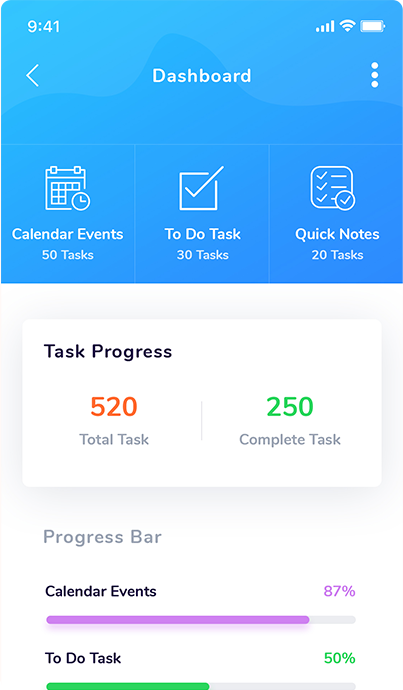 9:41
Dashboard
Calendar Events
50 Tasks
To Do Task
30 Tasks
Quick Notes
20 Tasks
Task Progress
520
Total Task
250
Complete Task
Progress Bar
Calendar Events 87%
To Do Task 50%